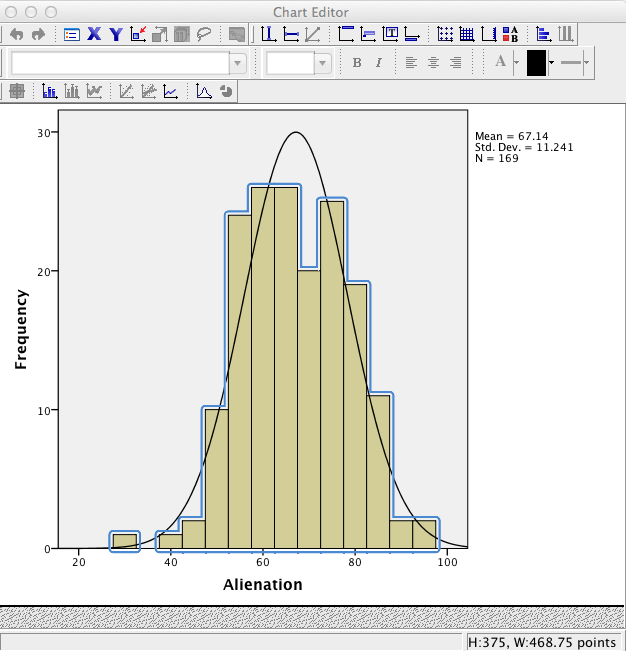 Chart Editor
X Y
A
B
B I A
30
20
10
0
Frequency
20 40 60 80 100
Alienation
Mean = 67.14
Std. Dev. = 11.241
N = 169
H:375, W:468.75 points